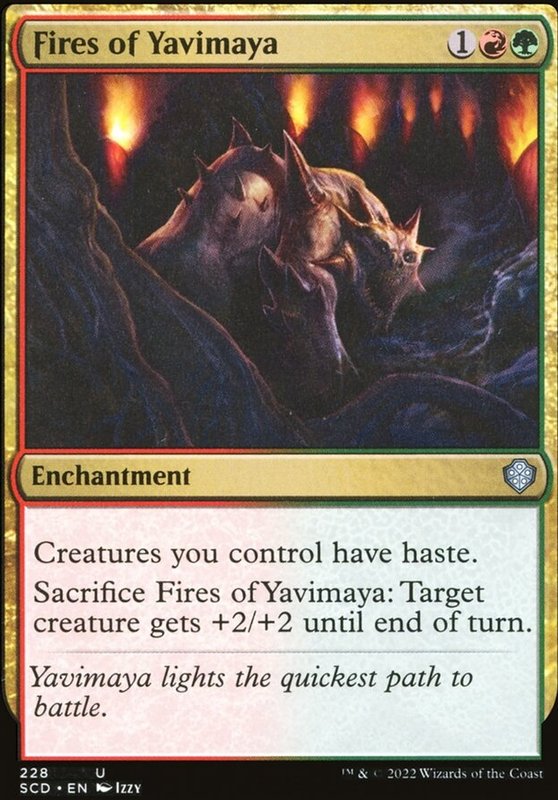 Fires of Yavimaya 1
Enchantment
Creatures you control have haste.
Sacrifice Fires of Yavimaya: Target
creature gets +2/+2 until end of turn.
Yavimaya lights the quickest path to
battle.
228 U
SCD • EN Izzy
™ & © 2022 Wizards of the Coast